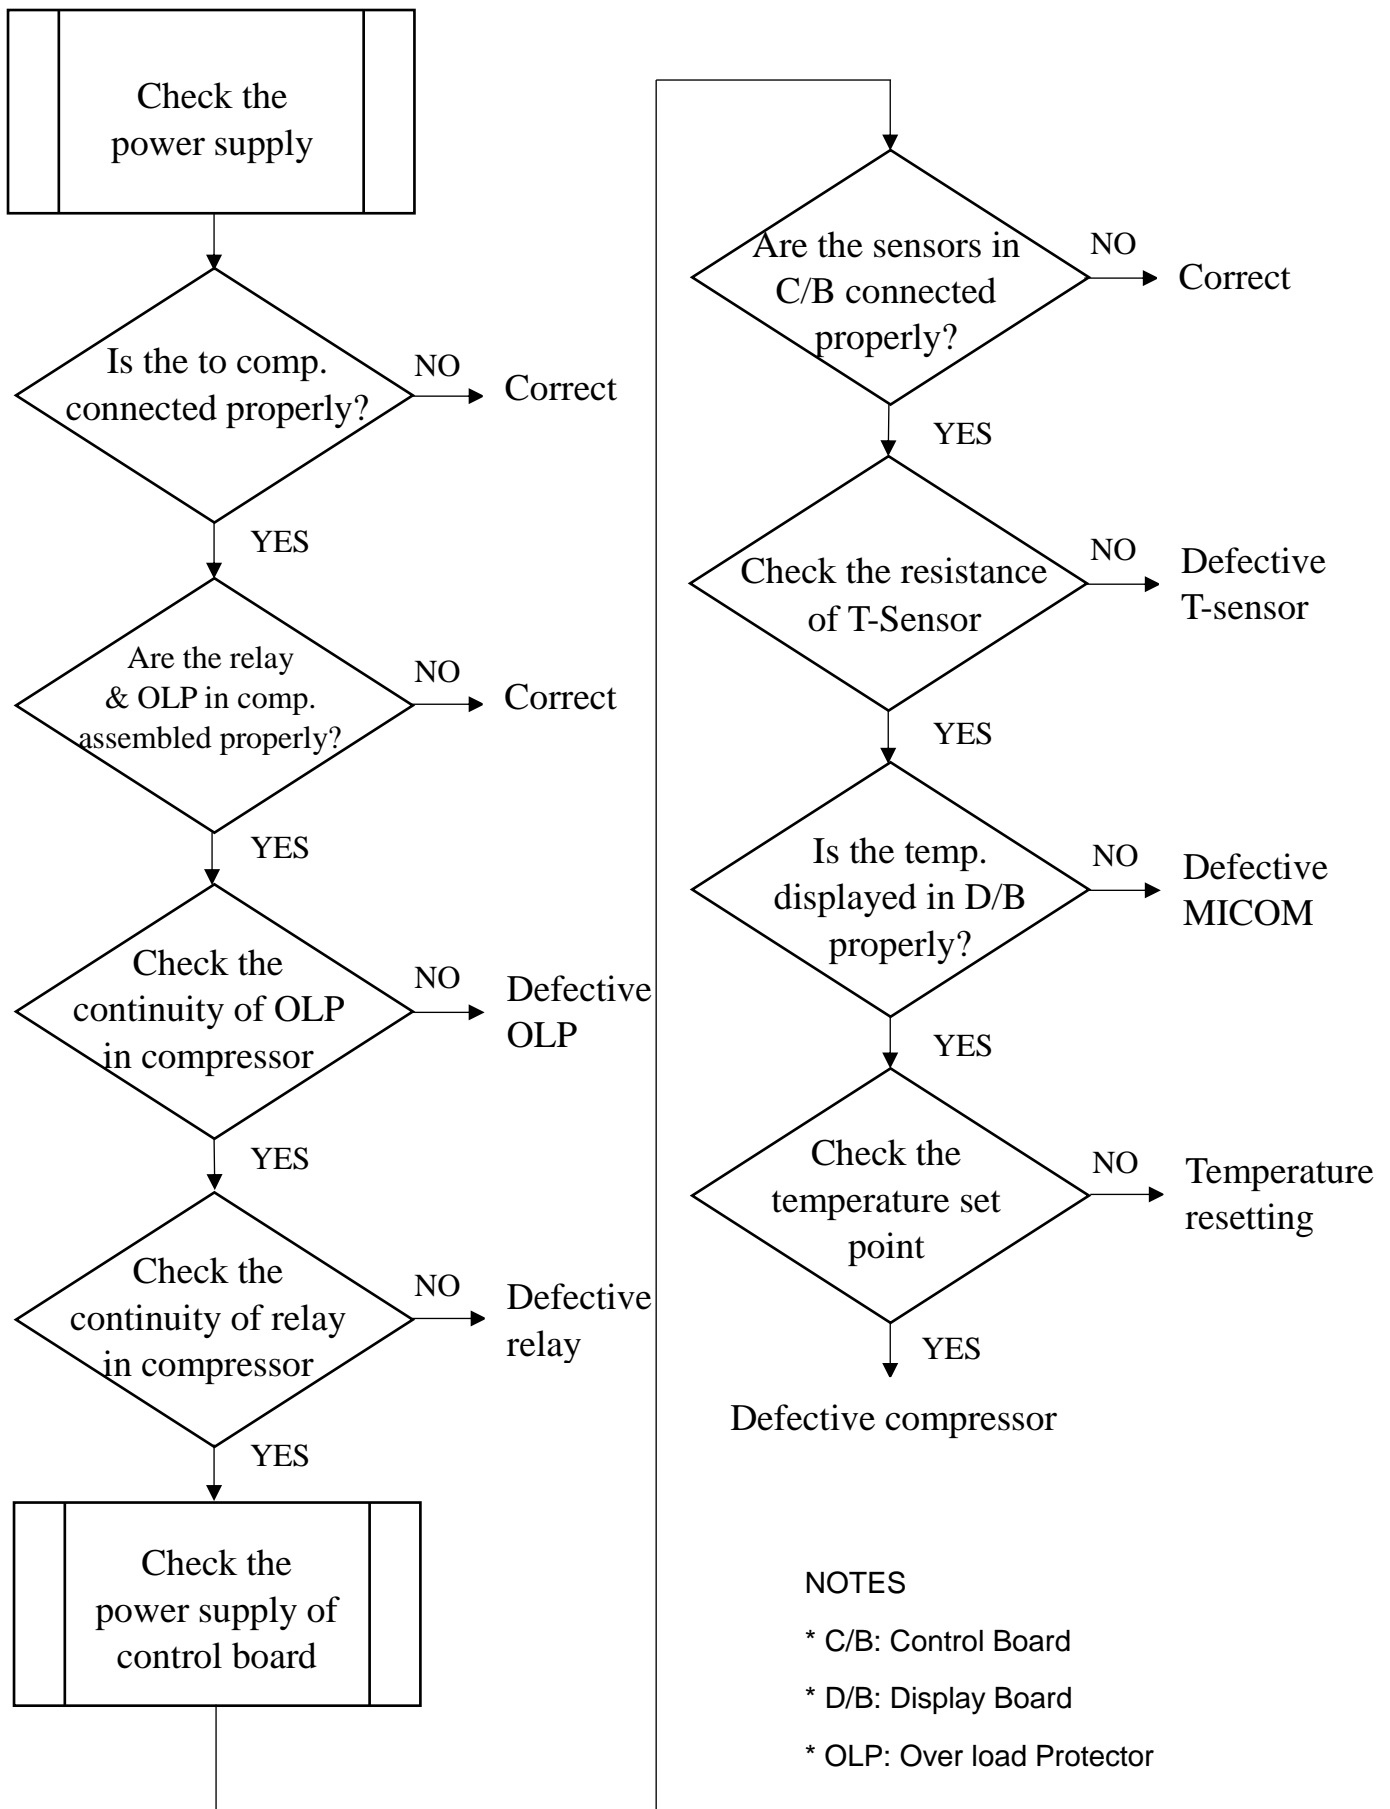 Check the
power supply
Is the to comp.
connected properly?
NO
Correct
YES
Are the relay
& OLP in comp.
assembled properly?
NO
Correct
YES
Check the
continuity of OLP
in compressor
NO
Defective
OLP
YES
Check the
continuity of relay
in compressor
NO
Defective
relay
YES
Check the
power supply of
control board
Are the sensors in
C/B connected
properly?
NO
Correct
YES
Check the resistance
of T-Sensor
NO
Defective
T-sensor
YES
Is the temp.
displayed in D/B
properly?
NO
Defective
MICOM
YES
Check the
temperature set
point
NO
Temperature
resetting
YES
Defective compressor
NOTES
* C/B: Control Board
* D/B: Display Board
* OLP: Over load Protector